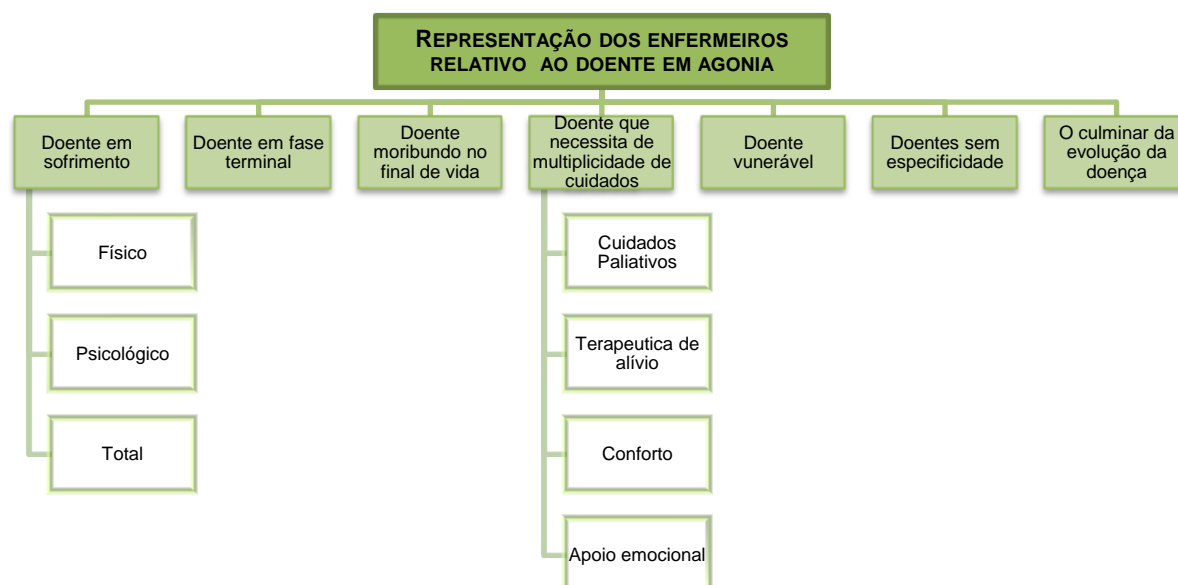 REPRESENTAÇÃO DOS ENFERMEIROS
RELATIVO AO DOENTE EM AGONIA
Doente em
sofrimento
Doente em fase
terminal
Doente
moribundo no
final de vida
Doente que
necessita de
multiplicidade de
cuidados
Doente
vunerável
Doentes sem
especificidade
O culminar da
evolução da
doença
Físico
Psicológico
Total
Cuidados
Paliativos
Terapeutica de
alívio
Conforto
Apoio emocional